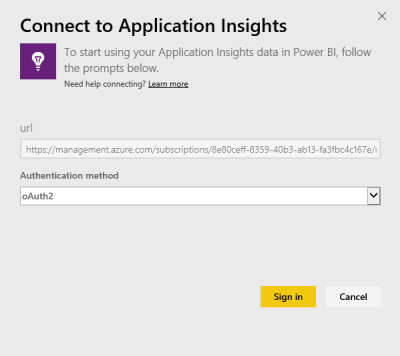 Connect to Application Insights
To start using your Application Insights data in Power BI, follow
the prompts below.
Need help connecting? Learn more
url
https://management.azure.com/subscriptions/8e80ceff-8359-40b3-ab13-fa3fbc4c167e/r
Authentication method
oAuth2
Sign in
Cancel